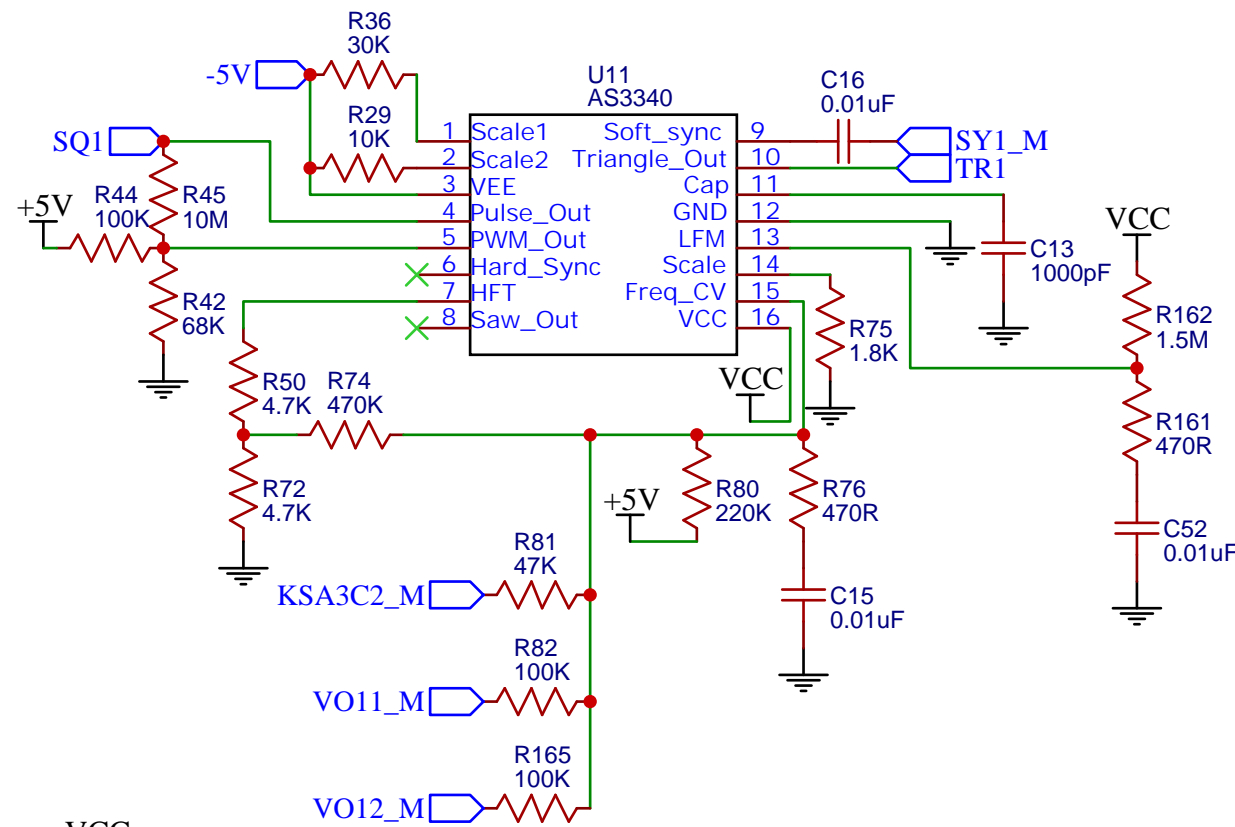 R36
30K
-5V
U11
AS3340
C16
0.01uF
R29
10K
SQ1
1 Scale1 Soft_sync 9
SY1_M
2 Scale2 Triangle_Out 10
TR1
3 VEE Cap 11
R44
100K
R45
10M
+5V
4 Pulse_Out GND 12
5 PWM_Out LFM 13
VCC
C13
1000pF
6 Hard_Sync Scale 14
7 HFT Freq_CV 15
8 Saw_Out VCC 16
R42
68K
R75
1.8K
R162
1.5M
VCC
R50
4.7K
R74
470K
R161
470R
R72
4.7K
+5V
R80
220K
R76
470R
C52
0.01uF
R81
47K
KSA3C2_M
C15
0.01uF
R82
100K
VO11_M
R165
100K
VO12_M
VCC